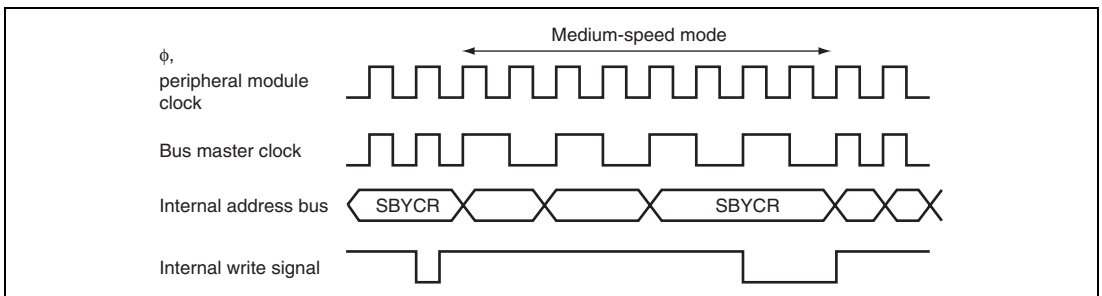 Medium-speed mode
ϕ,
peripheral module
clock
Bus master clock
Internal address bus
SBYCR
SBYCR
Internal write signal